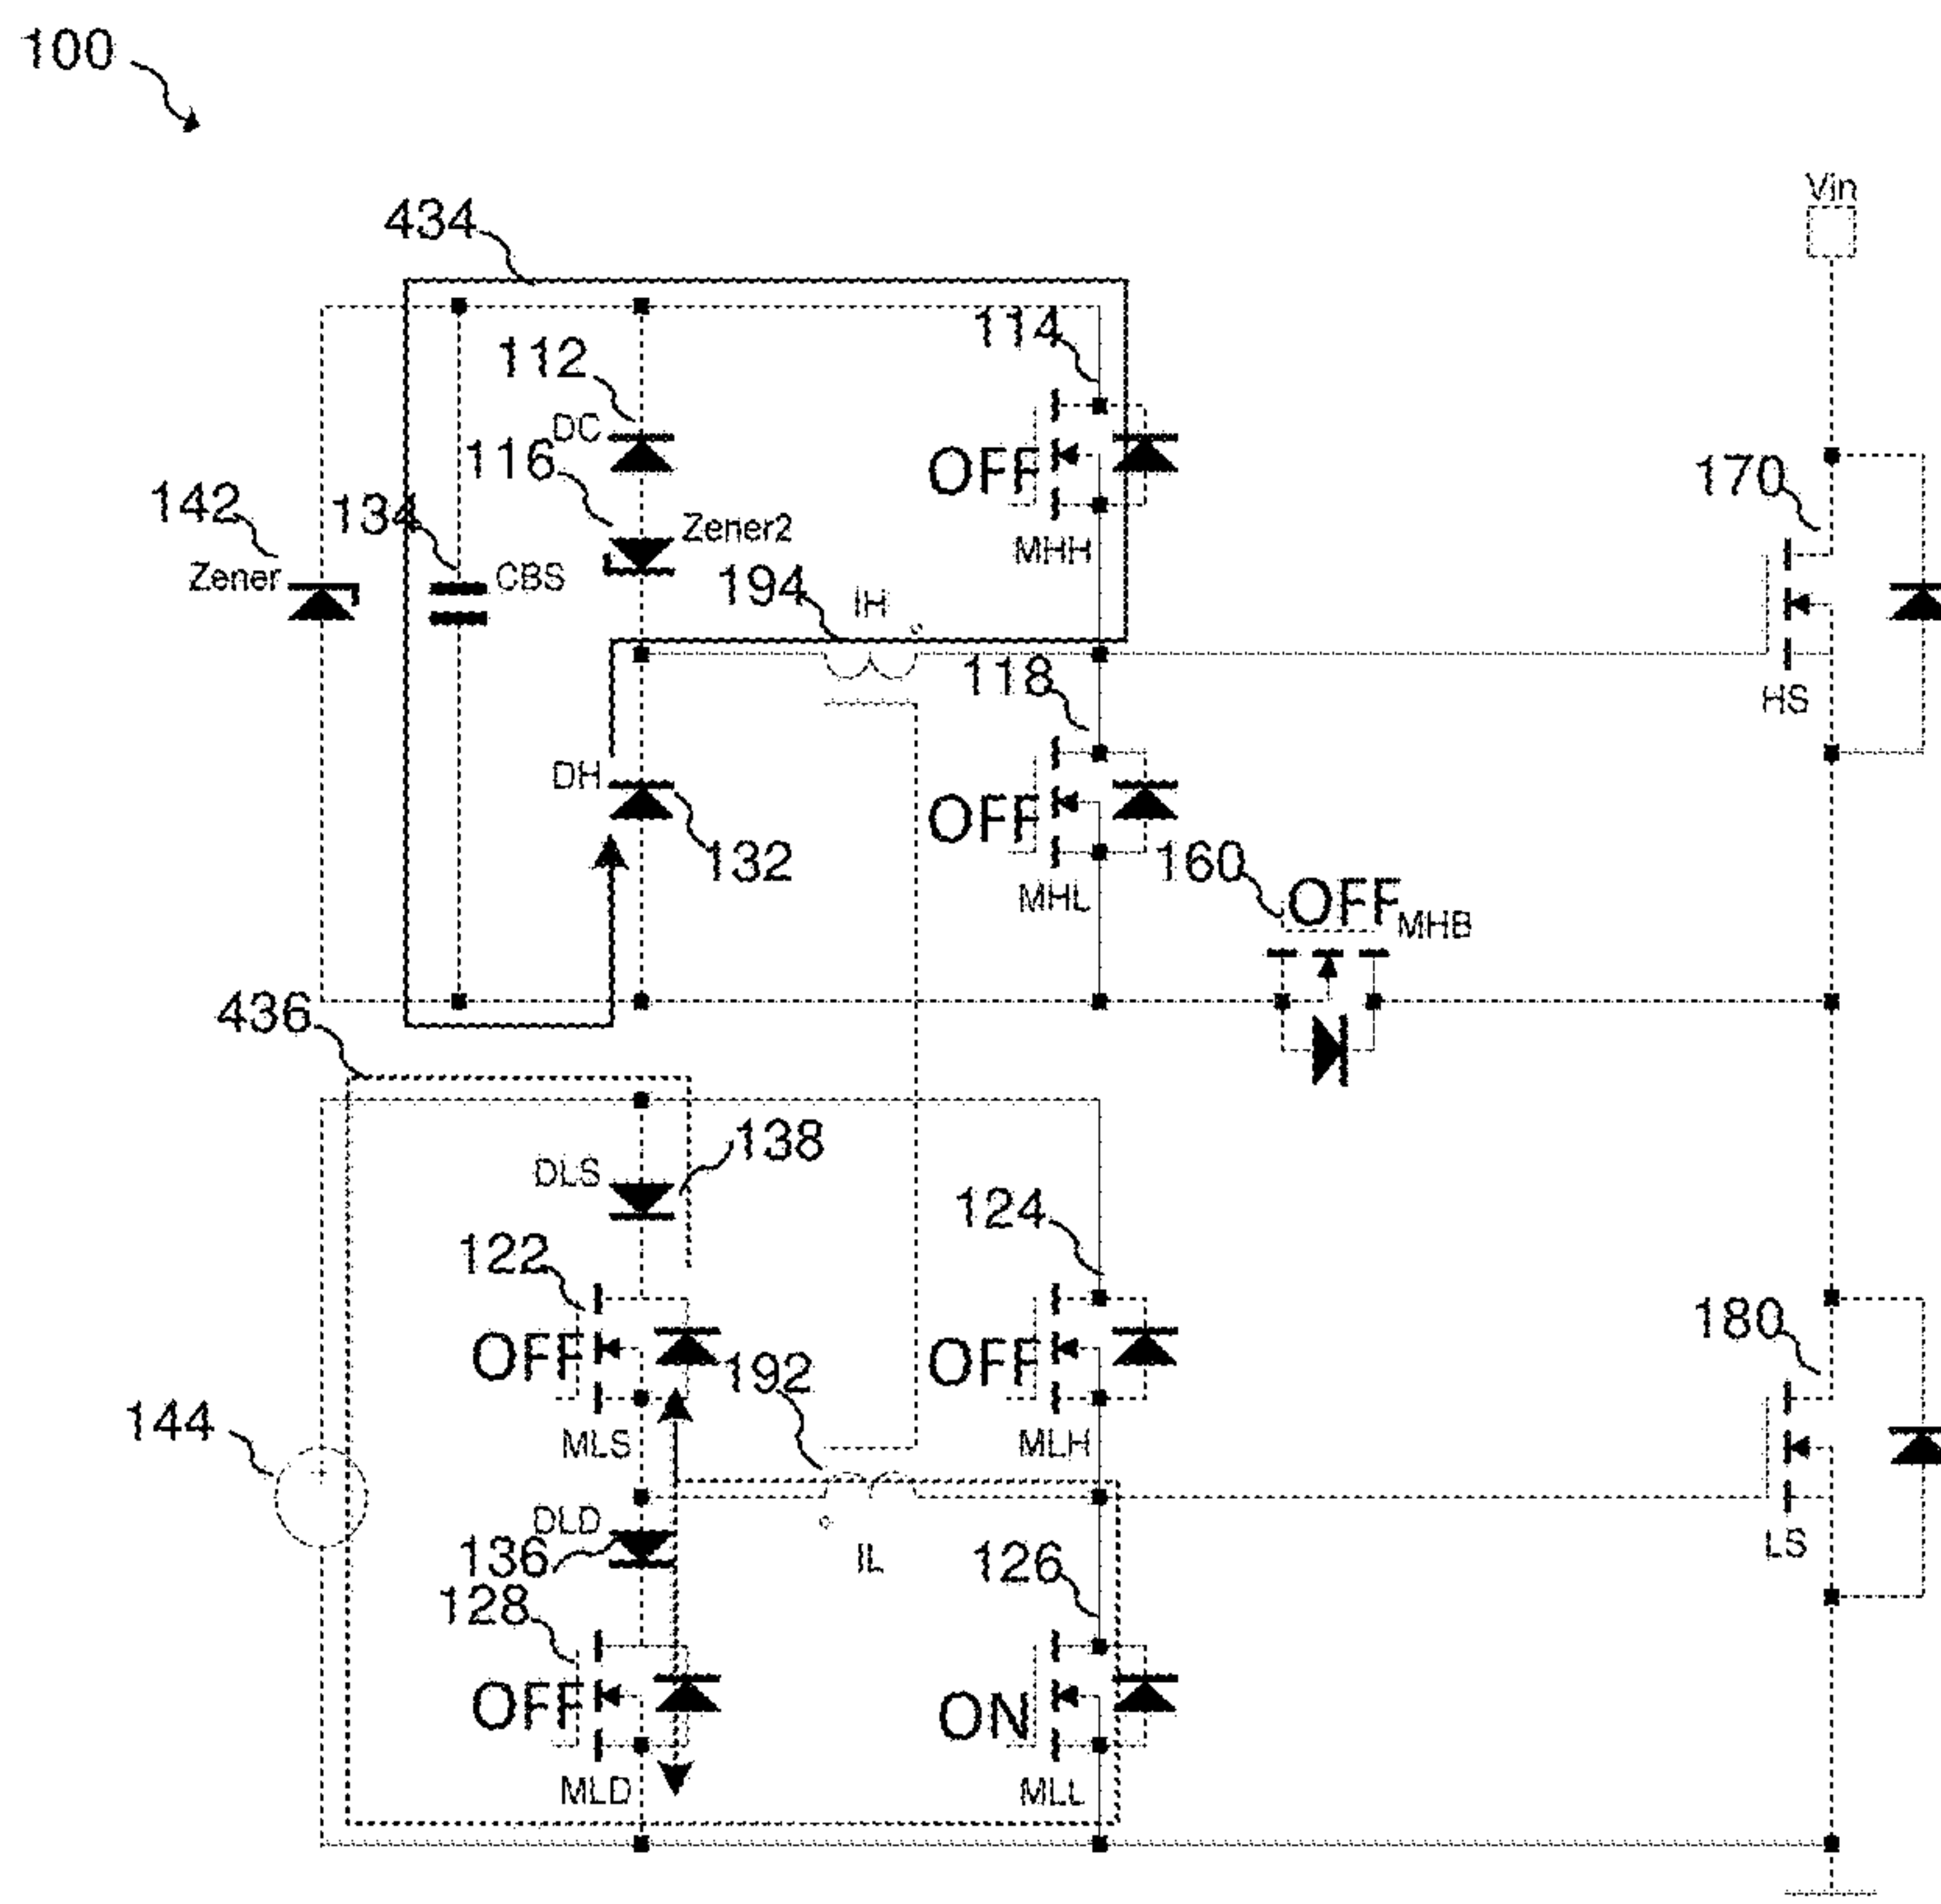 100
Vin
434
114
112
DC
116
OFF
170
142
134
Zener2
MHH
Zener
CBS
194
IH
118
HS
DH
OFF
132
160
MHL
OFF
MHB
436
138
DLS
124
122
OFF
192
OFF
180
144
MLS
MLH
DLD
136
IL
126
LS
128
OFF
ON
MLD
MLL